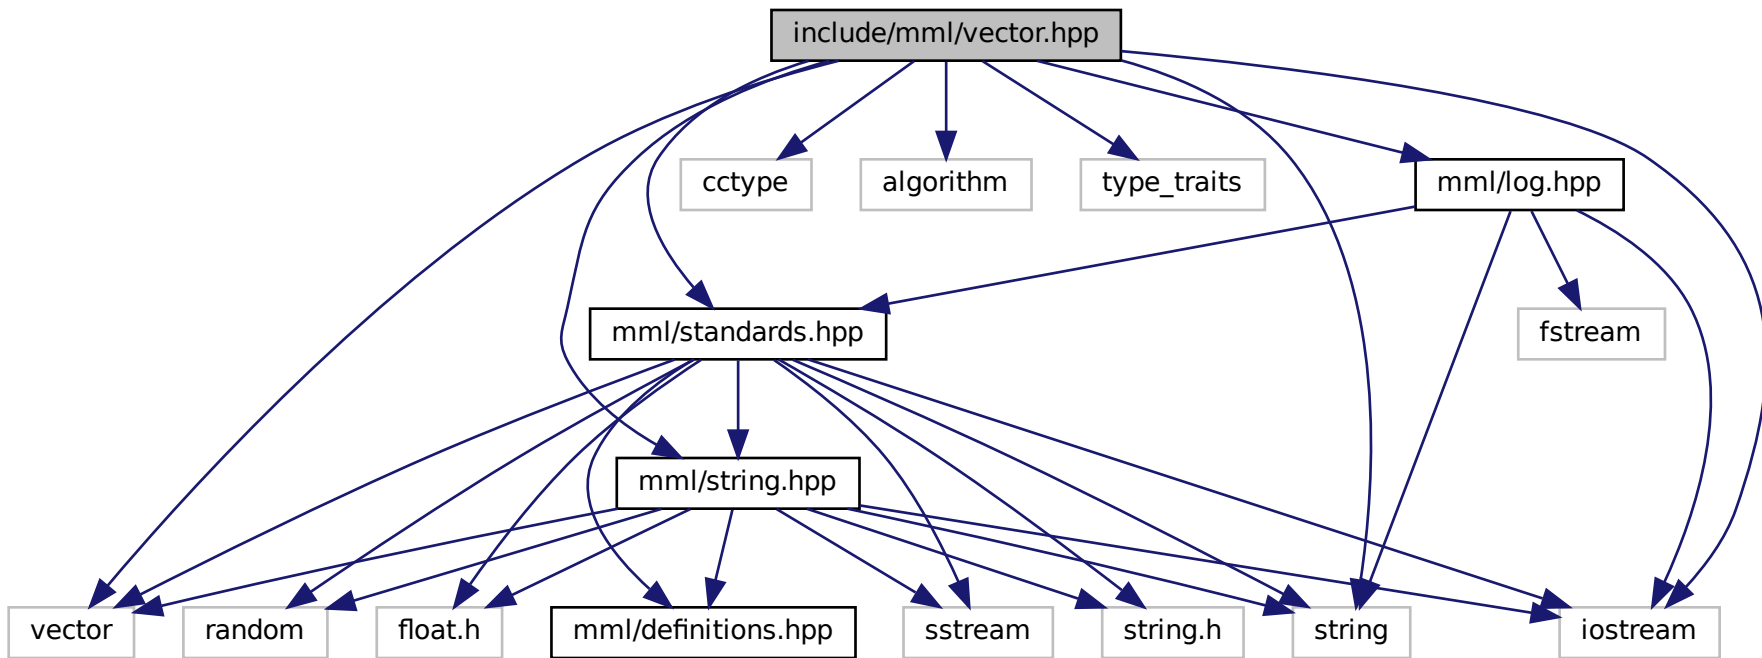 include/mml/vector.hpp
cctype
algorithm
type_traits
mml/log.hpp
mml/standards.hpp
fstream
mml/string.hpp
vector
random
float.h
mml/definitions.hpp
sstream
string.h
string
iostream